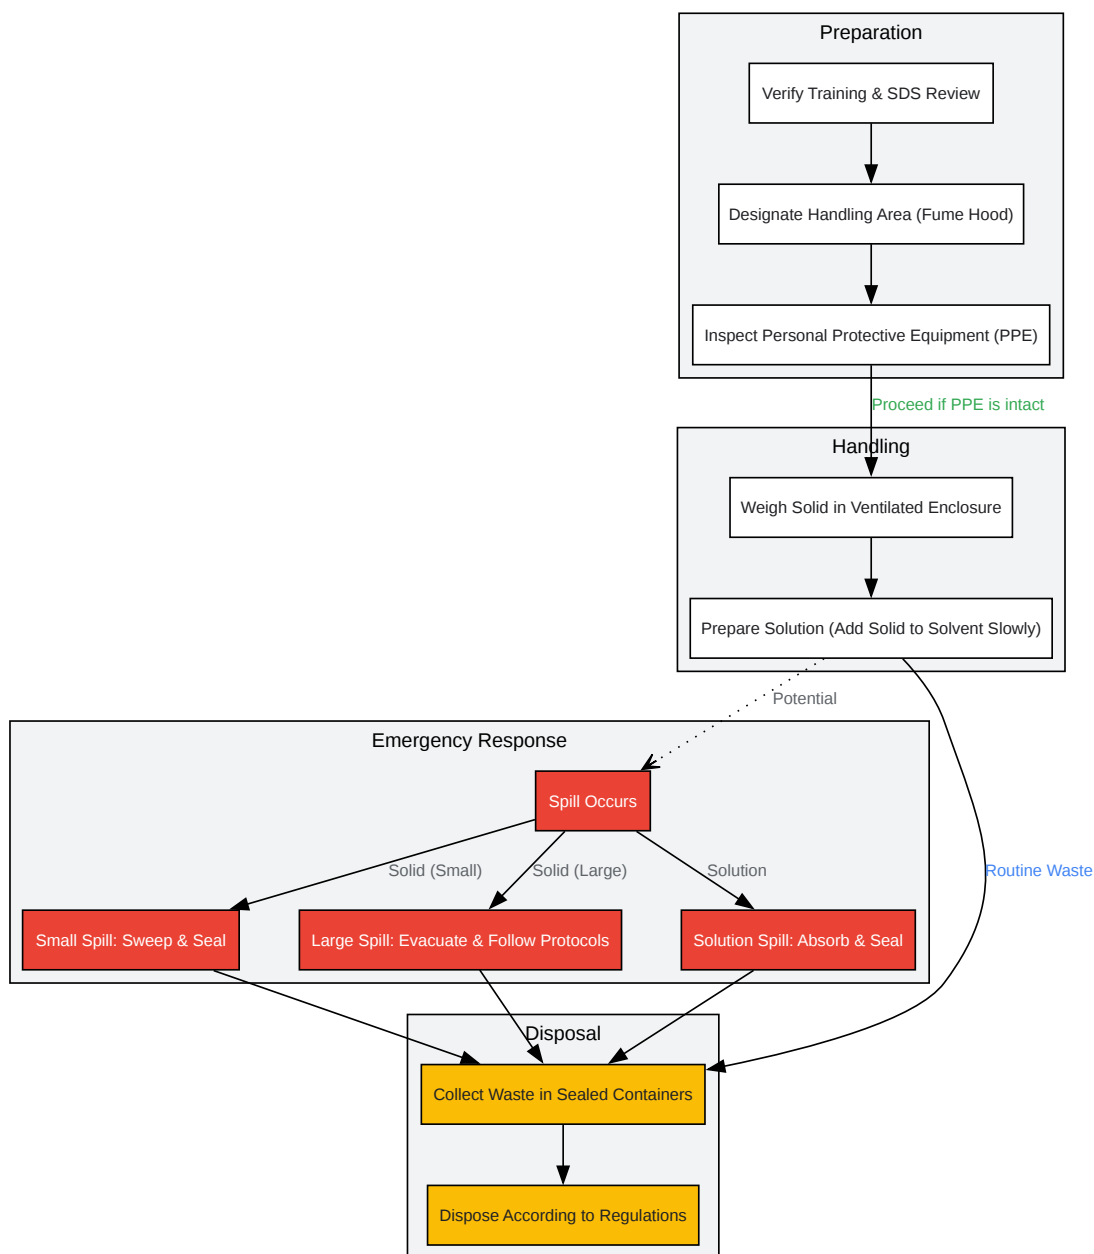 Preparation
Verify Training & SDS Review
Designate Handling Area (Fume Hood)
Inspect Personal Protective Equipment (PPE)
Proceed if PPE is intact
Handling
Weigh Solid in Ventilated Enclosure
Prepare Solution (Add Solid to Solvent Slowly)
Potential
Emergency Response
Spill Occurs
Solid (Small)
Solid (Large)
Solution
Routine Waste
Small Spill: Sweep & Seal
Large Spill: Evacuate & Follow Protocols
Solution Spill: Absorb & Seal
Disposal
Collect Waste in Sealed Containers
Dispose According to Regulations